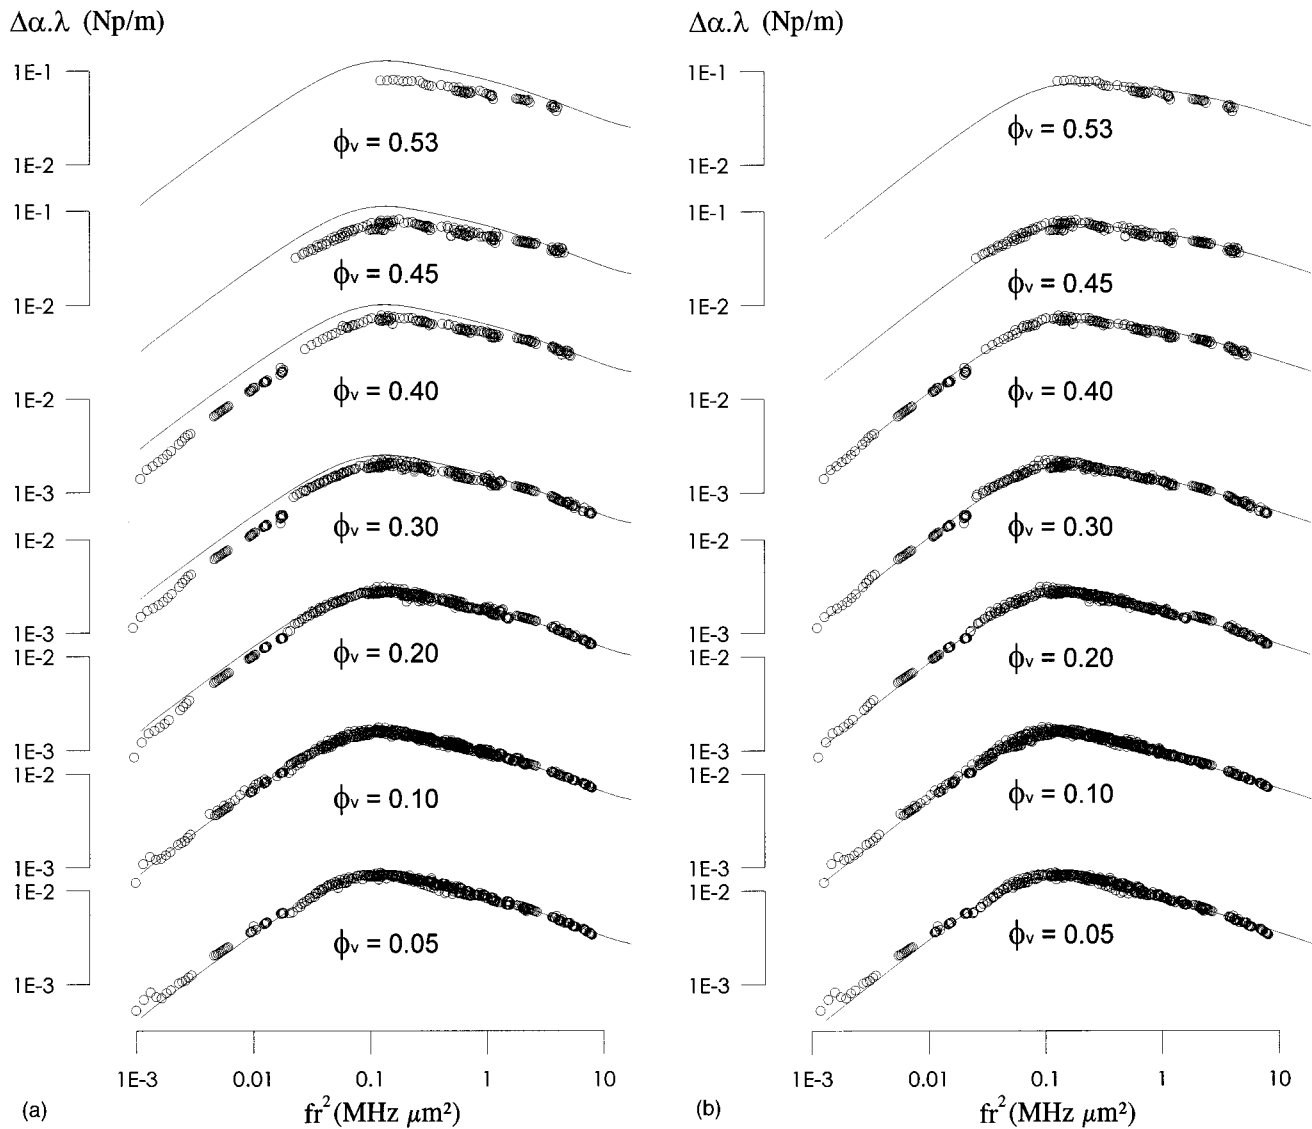 Δα.λ (Np/m)
1E-1
ϕv = 0.53
1E-2
1E-1
ϕv = 0.45
1E-2
ϕv = 0.40
1E-2
1E-3
ϕv = 0.30
1E-2
1E-3
ϕv = 0.20
1E-2
1E-3
ϕv = 0.10
1E-2
1E-3
1E-2
ϕv = 0.05
1E-3
1E-3 0.01 0.1 1 10
(a) fr² (MHz μm²)
Δα.λ (Np/m)
1E-1
ϕv = 0.53
1E-2
1E-1
ϕv = 0.45
1E-2
ϕv = 0.40
1E-2
1E-3
ϕv = 0.30
1E-2
1E-3
ϕv = 0.20
1E-2
1E-3
ϕv = 0.10
1E-2
1E-3
1E-2
ϕv = 0.05
1E-3
1E-3 0.01 0.1 1 10
(b) fr² (MHz μm²)